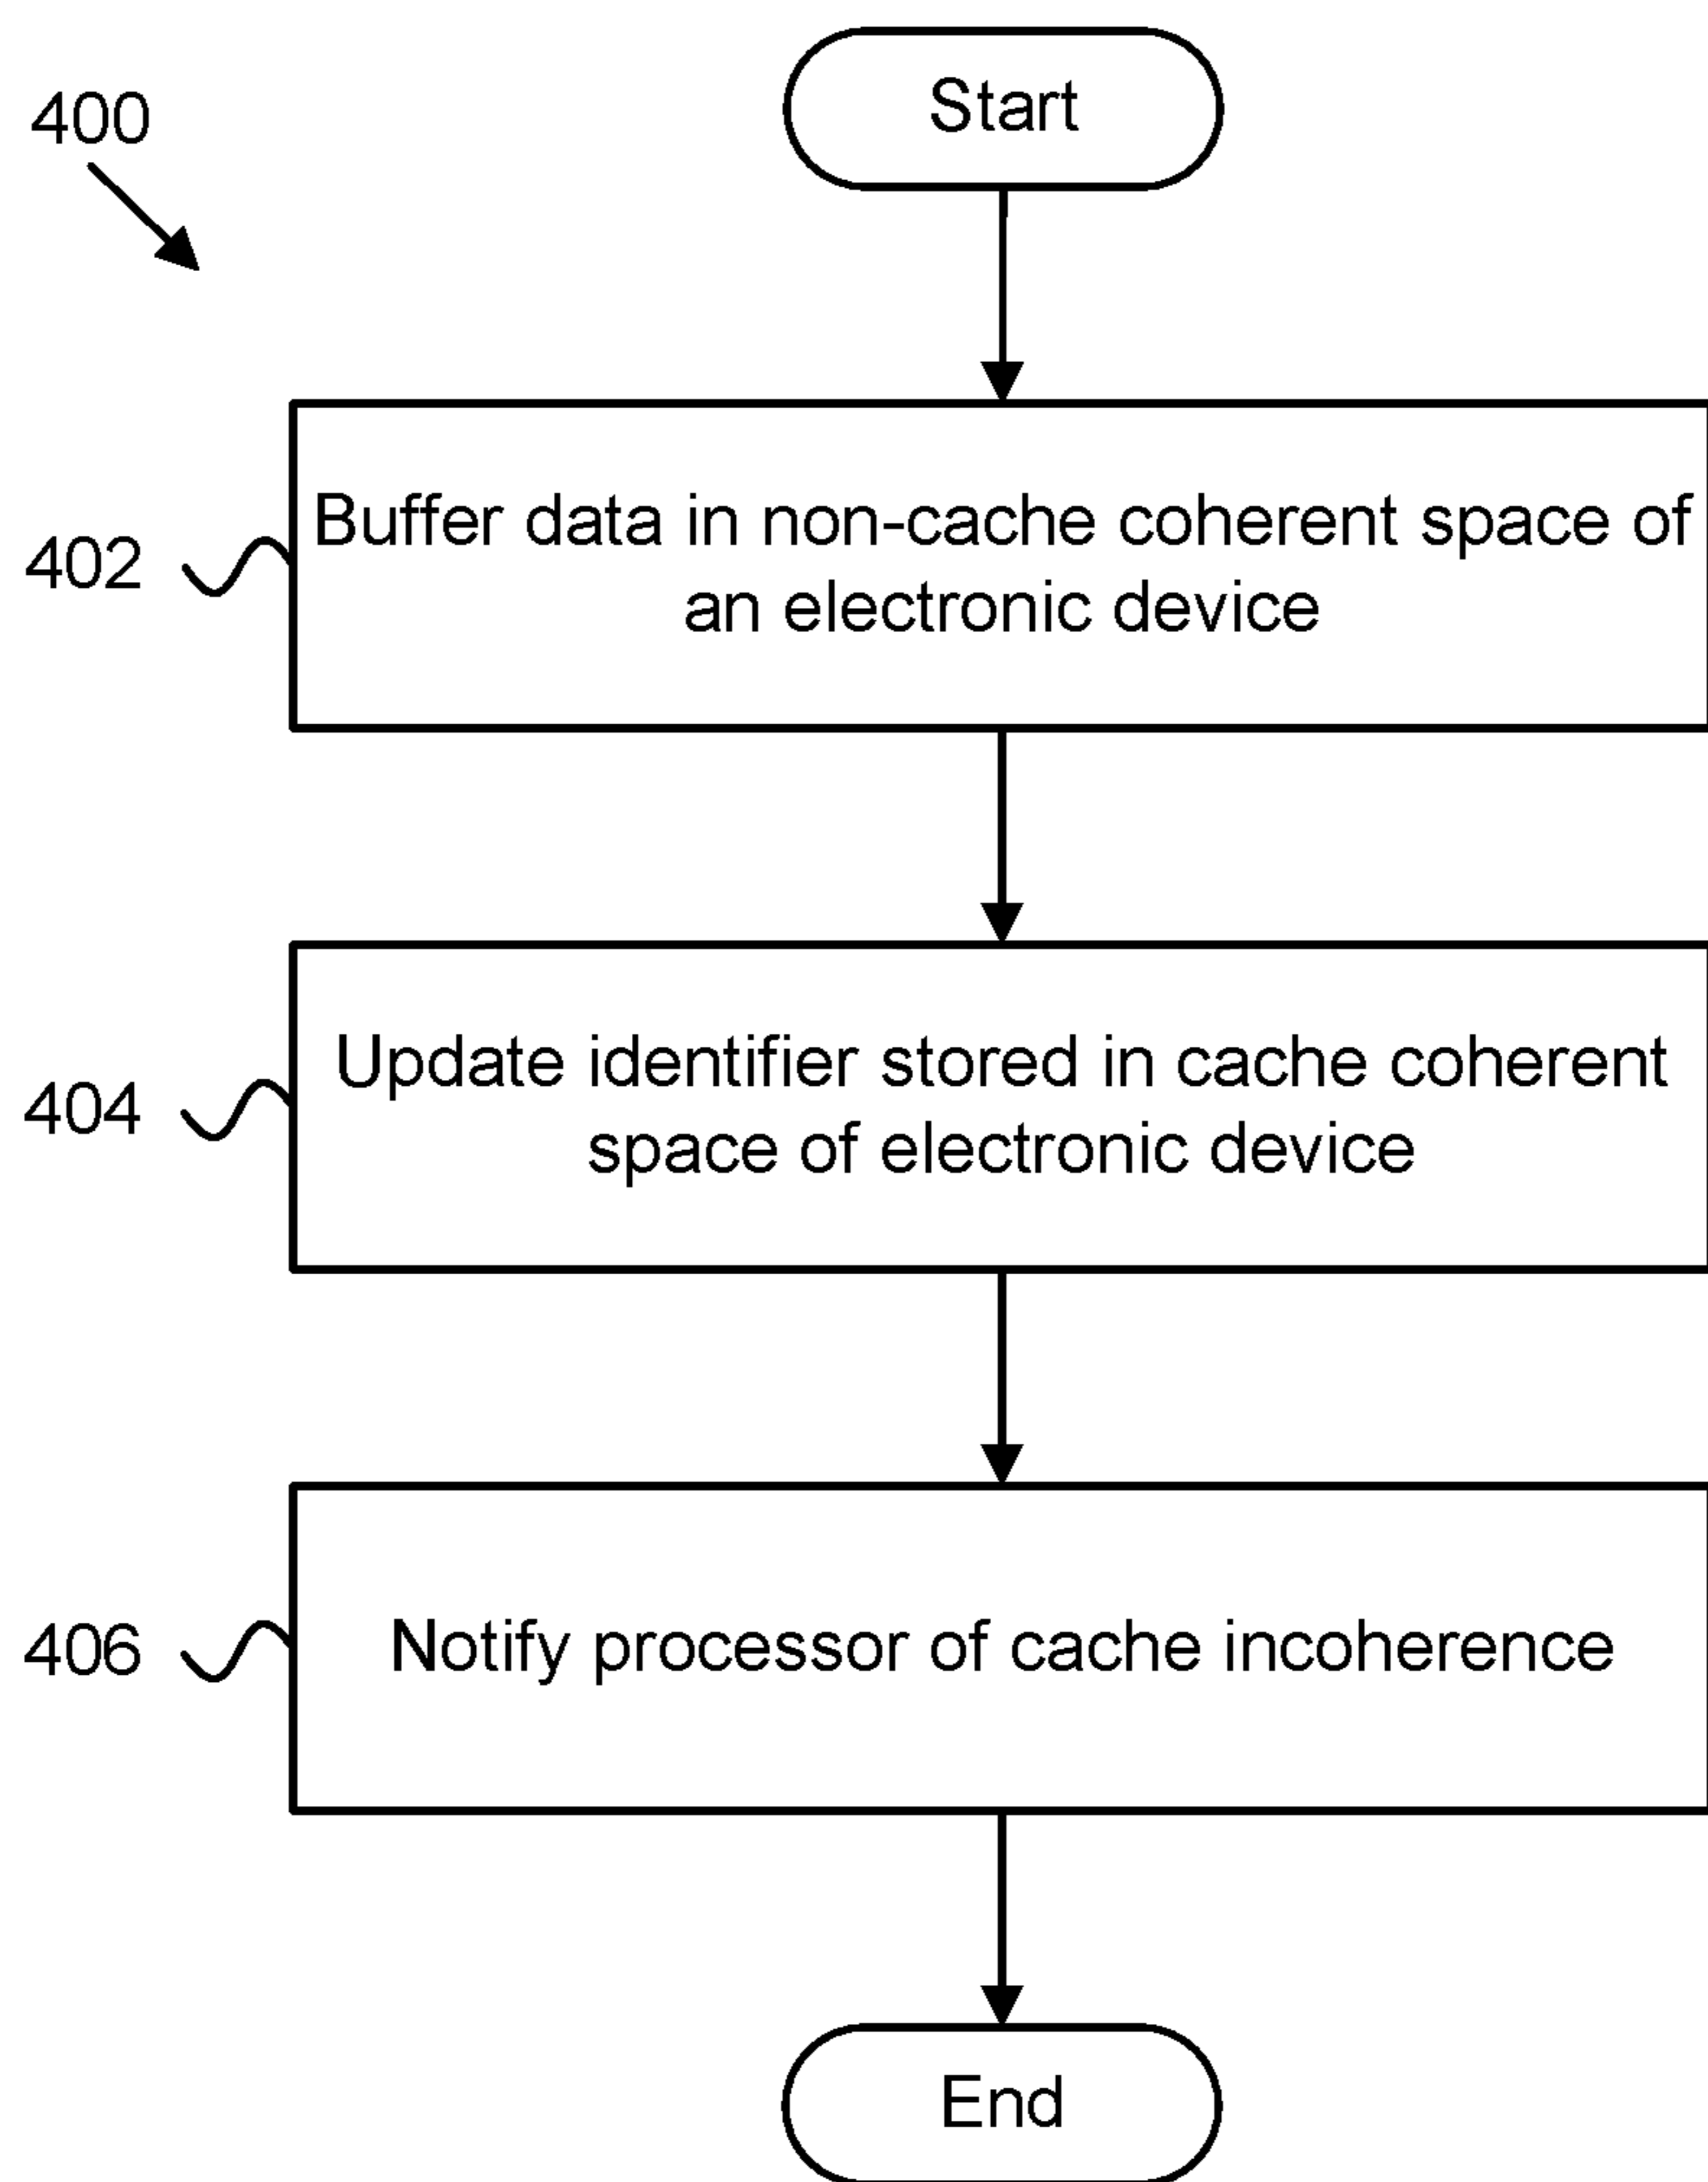 400
Start
402
Buffer data in non-cache coherent space of
an electronic device
404
Update identifier stored in cache coherent
space of electronic device
406
Notify processor of cache incoherence
End